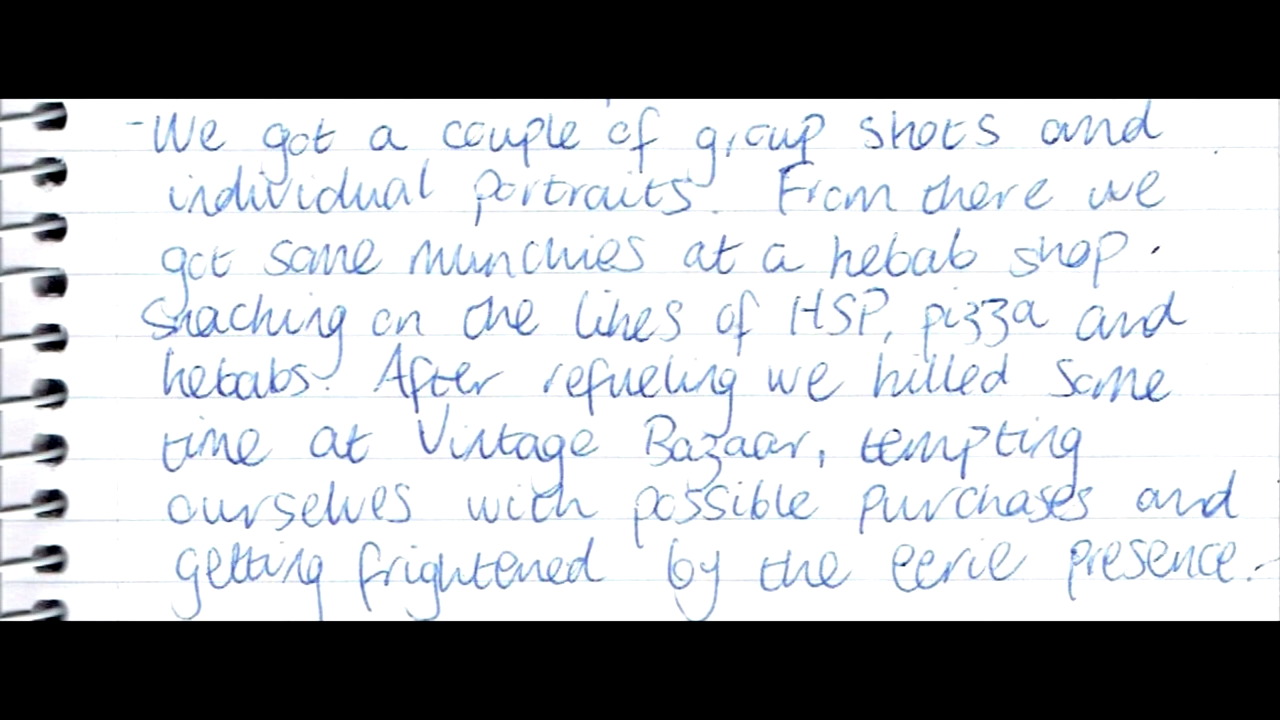 -We got a couple of group shots and
individual portraits. From there we
got some munchies at a kebab shop.
Snacking on the likes of HSP, pizza and
kebabs. After refueling we killed some
time at Vintage Bazaar, tempting
ourselves with possible purchases and
getting frightened by the eerie presence.-